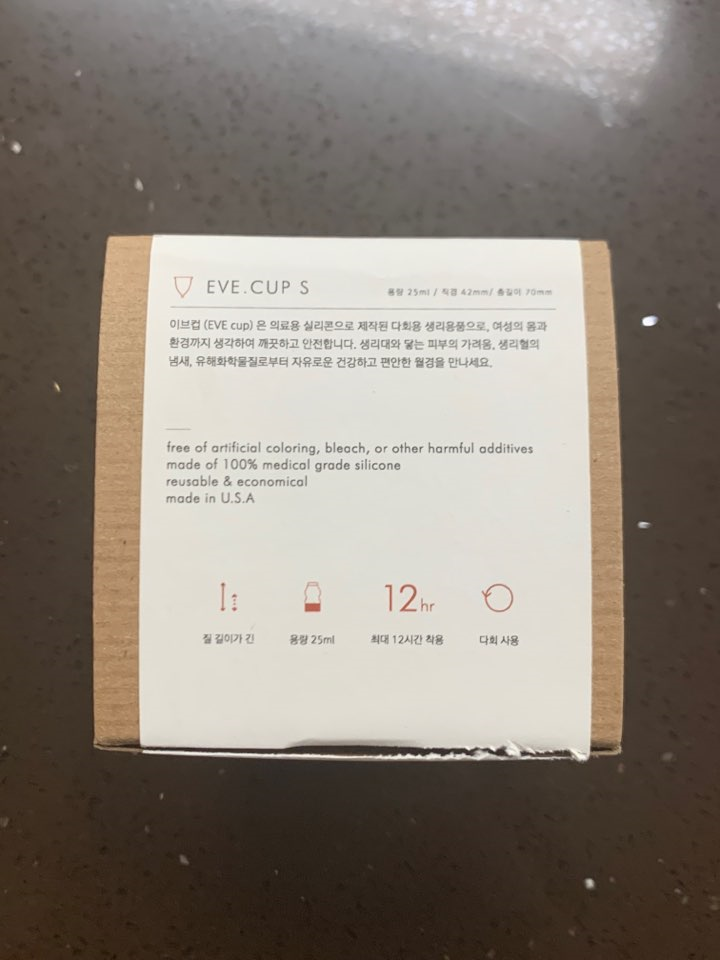 EVE.CUP S
용량 25ml / 직경 42mm/ 총길이 70mm
이브컵 (EVE cup) 은 의료용 실리콘으로 제작된 다회용 생리용품으로, 여성의 몸과
환경까지 생각하여 깨끗하고 안전합니다. 생리대와 닿는 피부의 가려움, 생리혈의
냄새, 유해화학물질로부터 자유로운 건강하고 편안한 월경을 만나세요.
free of artificial coloring, bleach, or other harmful additives
made of 100% medical grade silicone
reusable & economical
made in U.S.A
12hr
질 길이가 긴
용량 25ml
최대 12시간 착용
다회 사용